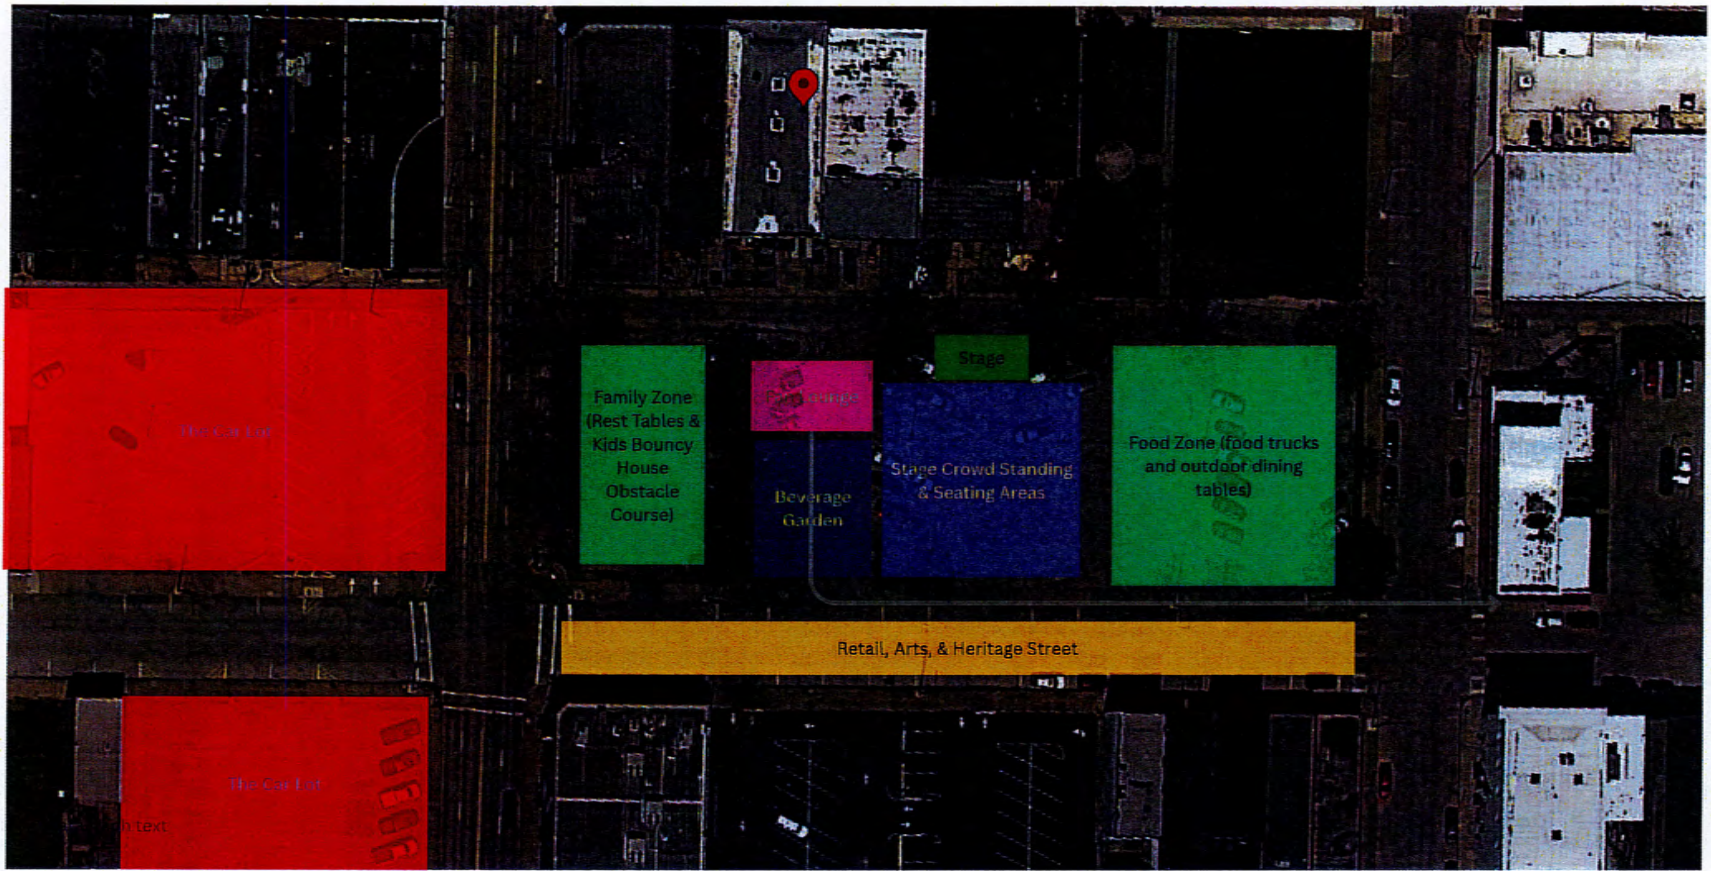 Stage
Family Zone
(Rest Tables &
Kids Bouncy
House
Obstacle
Course)
Lounge
Beverage
Garden
Stage Crowd Standing
& Seating Areas
Food Zone (food trucks
and outdoor dining
tables)
The Car Lot
Retail, Arts, & Heritage Street
The Car Lot
text